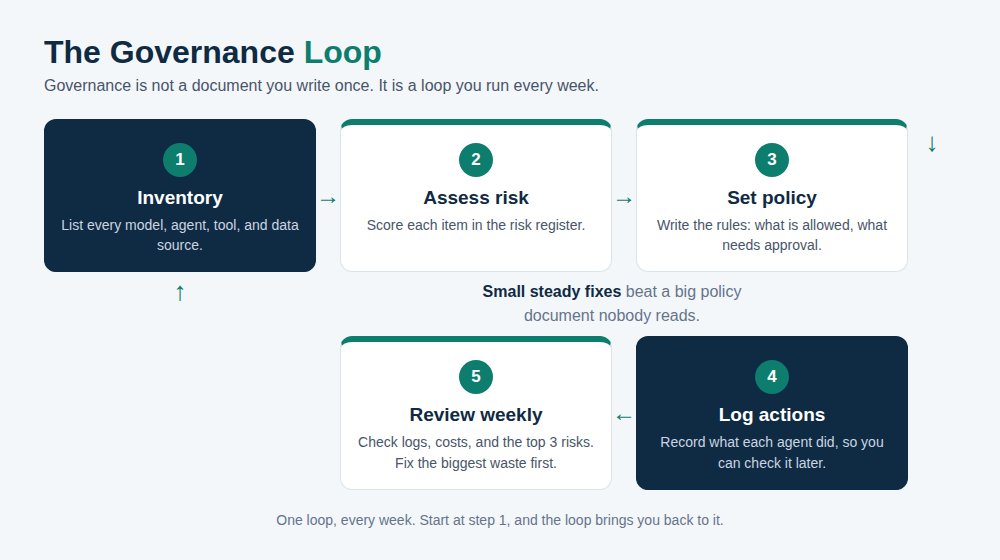 The Governance Loop
Governance is not a document you write once. It is a loop you run every week.
1
Inventory
List every model, agent, tool, and data
source.
→
2
Assess risk
Score each item in the risk register.
→
3
Set policy
Write the rules: what is allowed, what
needs approval.
↓
↑
Small steady fixes beat a big policy
document nobody reads.
4
Log actions
Record what each agent did, so you
can check it later.
←
5
Review weekly
Check logs, costs, and the top 3 risks.
Fix the biggest waste first.
One loop, every week. Start at step 1, and the loop brings you back to it.